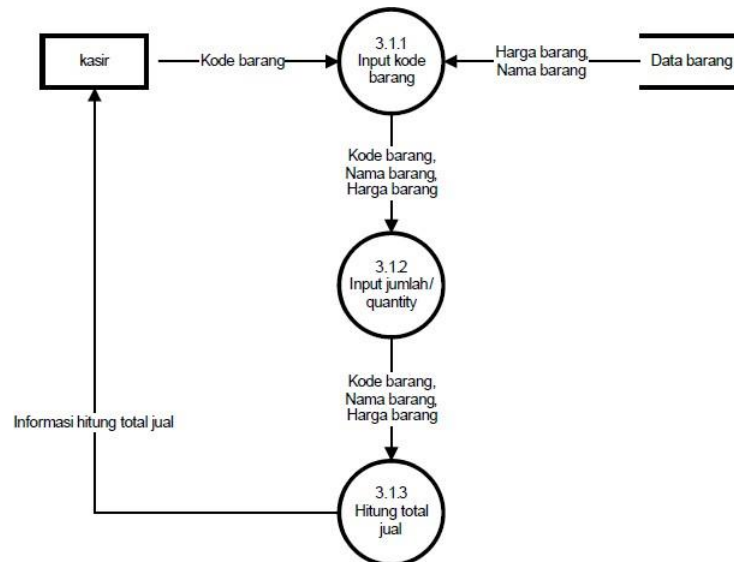 kasir
Kode barang
3.1.1
Input kode
barang
Harga barang,
Nama barang
Data barang
Kode barang,
Nama barang,
Harga barang
3.1.2
Input jumlah/
quantity
Kode barang,
Nama barang,
Harga barang
Informasi hitung total jual
3.1.3
Hitung total
jual